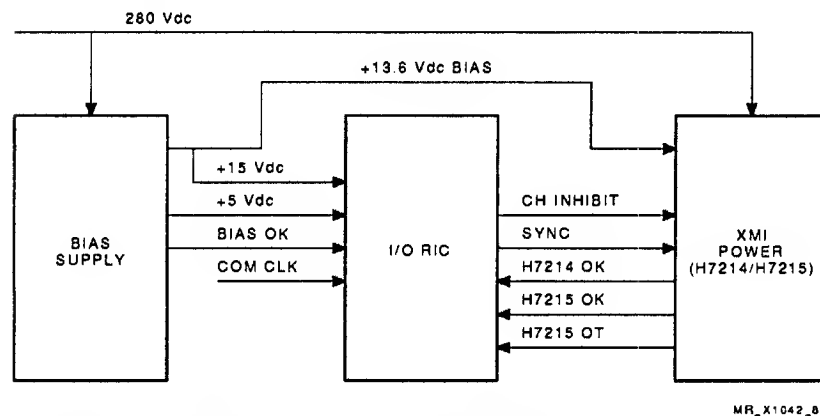 280 Vdc
+13.6 Vdc BIAS
+15 Vdc
+5 Vdc
BIAS OK
COM CLK
BIAS
SUPPLY
I/O RIC
CH INHIBIT
SYNC
H7214 OK
H7215 OK
H7215 OT
XMI
POWER
(H7214/H7215)
MR_X1042_8